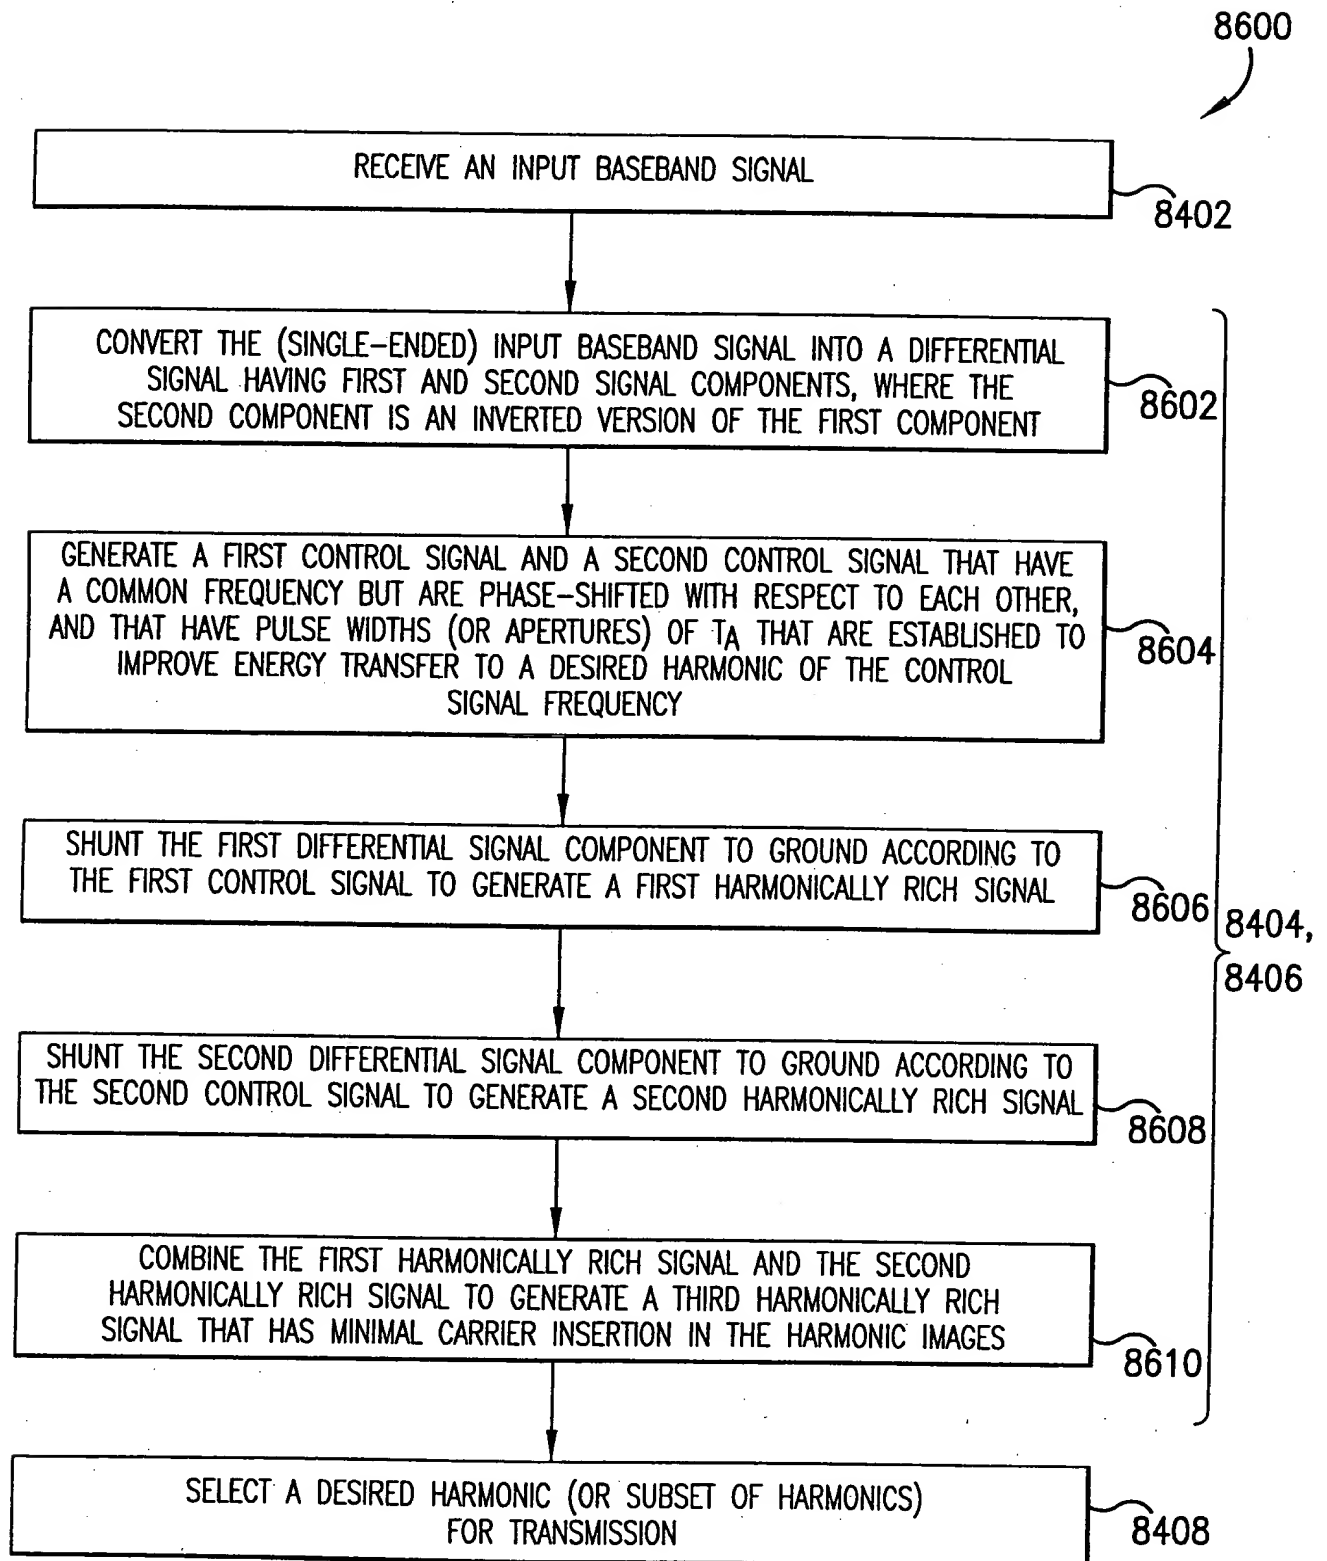 8600
RECEIVE AN INPUT BASEBAND SIGNAL
8402
CONVERT THE (SINGLE-ENDED) INPUT BASEBAND SIGNAL INTO A DIFFERENTIAL
SIGNAL HAVING FIRST AND SECOND SIGNAL COMPONENTS, WHERE THE
SECOND COMPONENT IS AN INVERTED VERSION OF THE FIRST COMPONENT
8602
GENERATE A FIRST CONTROL SIGNAL AND A SECOND CONTROL SIGNAL THAT HAVE
A COMMON FREQUENCY BUT ARE PHASE-SHIFTED WITH RESPECT TO EACH OTHER,
AND THAT HAVE PULSE WIDTHS (OR APERTURES) OF TA THAT ARE ESTABLISHED TO
IMPROVE ENERGY TRANSFER TO A DESIRED HARMONIC OF THE CONTROL
SIGNAL FREQUENCY
8604
SHUNT THE FIRST DIFFERENTIAL SIGNAL COMPONENT TO GROUND ACCORDING TO
THE FIRST CONTROL SIGNAL TO GENERATE A FIRST HARMONICALLY RICH SIGNAL
8606
8404,
8406
SHUNT THE SECOND DIFFERENTIAL SIGNAL COMPONENT TO GROUND ACCORDING TO
THE SECOND CONTROL SIGNAL TO GENERATE A SECOND HARMONICALLY RICH SIGNAL
8608
COMBINE THE FIRST HARMONICALLY RICH SIGNAL AND THE SECOND
HARMONICALLY RICH SIGNAL TO GENERATE A THIRD HARMONICALLY RICH
SIGNAL THAT HAS MINIMAL CARRIER INSERTION IN THE HARMONIC IMAGES
8610
SELECT A DESIRED HARMONIC (OR SUBSET OF HARMONICS)
FOR TRANSMISSION
8408